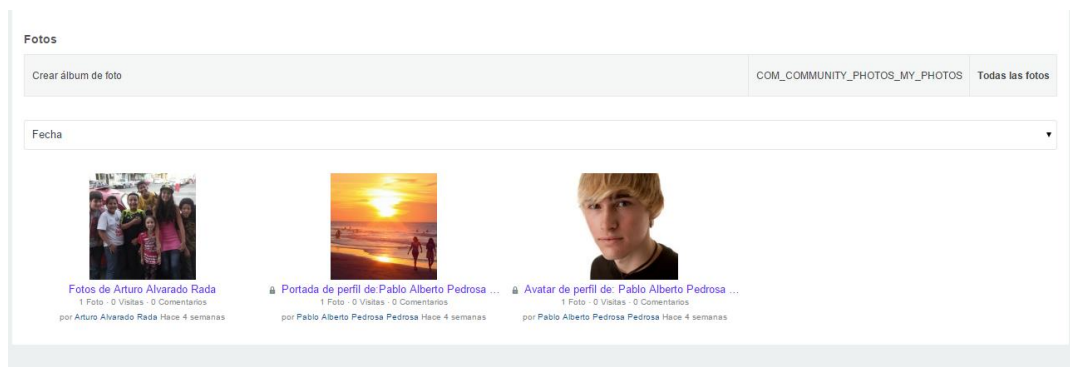 Fotos
Crear álbum de foto COM_COMMUNITY_PHOTOS_MY_PHOTOS Todas las fotos
Fecha
Fotos de Arturo Alvarado Rada
1 Foto · 0 Visitas · 0 Comentarios
por Arturo Alvarado Rada Hace 4 semanas
Portada de perfil de:Pablo Alberto Pedrosa ...
1 Foto · 0 Visitas · 0 Comentarios
por Pablo Alberto Pedrosa Pedrosa Hace 4 semanas
Avatar de perfil de: Pablo Alberto Pedrosa ...
1 Foto · 0 Visitas · 0 Comentarios
por Pablo Alberto Pedrosa Pedrosa Hace 4 semanas